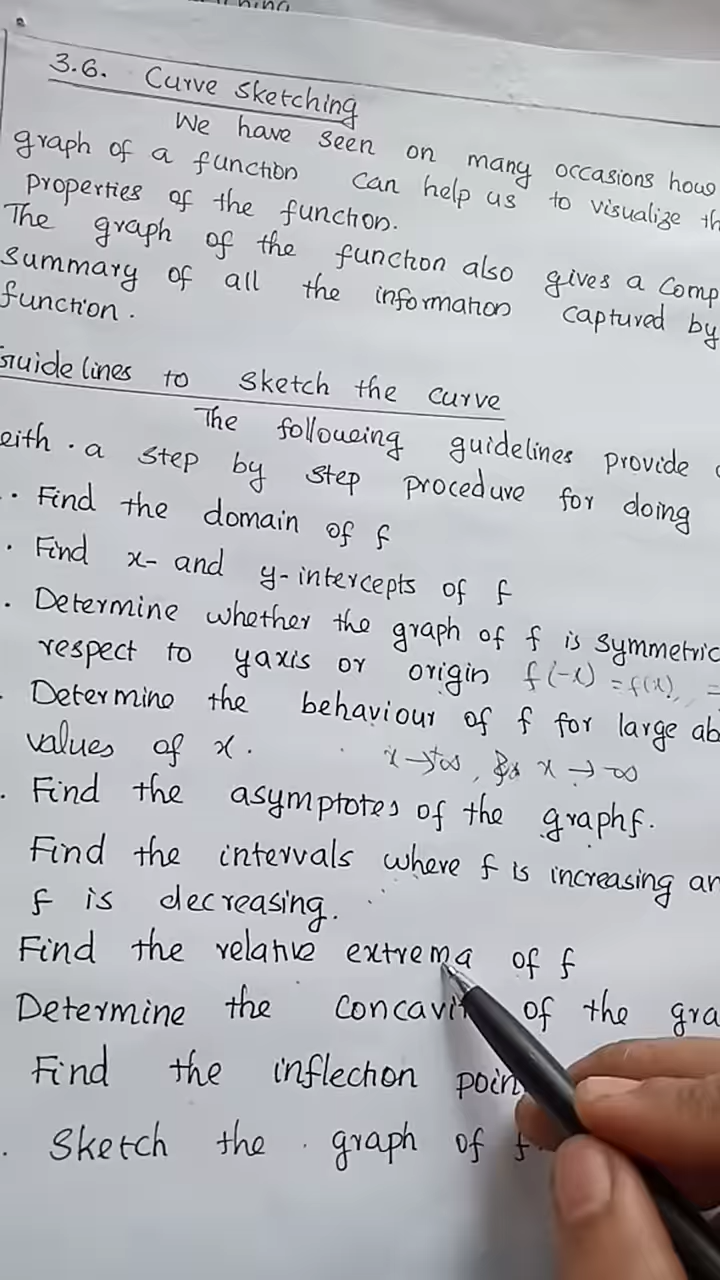 3.6. Curve sketching
We have seen on many occasions how
graph of a function can help us to visualize th
properties of the function.
The graph of the function also gives a comp
summary of all the information captured by
function.
Guidelines to sketch the curve
The following guidelines provide
eith . a step by step procedure for doing
. Find the domain of f
. Find x- and y-intercepts of f
. Determine whether the graph of f is symmetric
respect to yaxis or origin f(-x) = f(x), =
. Determine the behaviour of f for large ab
values of x. x → +∞, x → -∞
. Find the asymptotes of the graph f.
Find the intervals where f is increasing an
f is decreasing.
Find the relative extrema of f
Determine the concavi of the gra
Find the inflection poin
. Sketch the graph of f